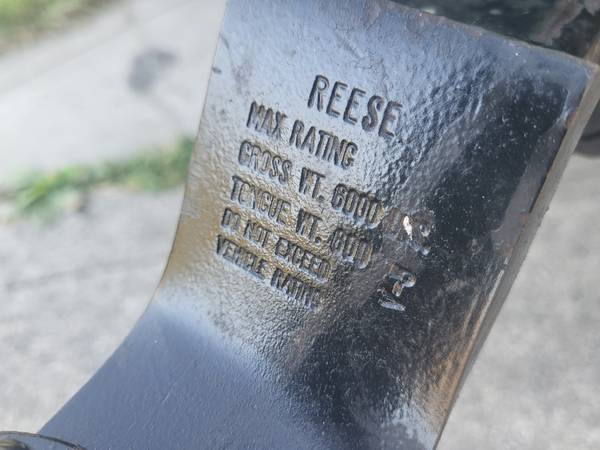 REESE
MAX RATING
GROSS WT. 6000
TONGUE WT. 600
DO NOT EXCEED
VEHICLE RATING